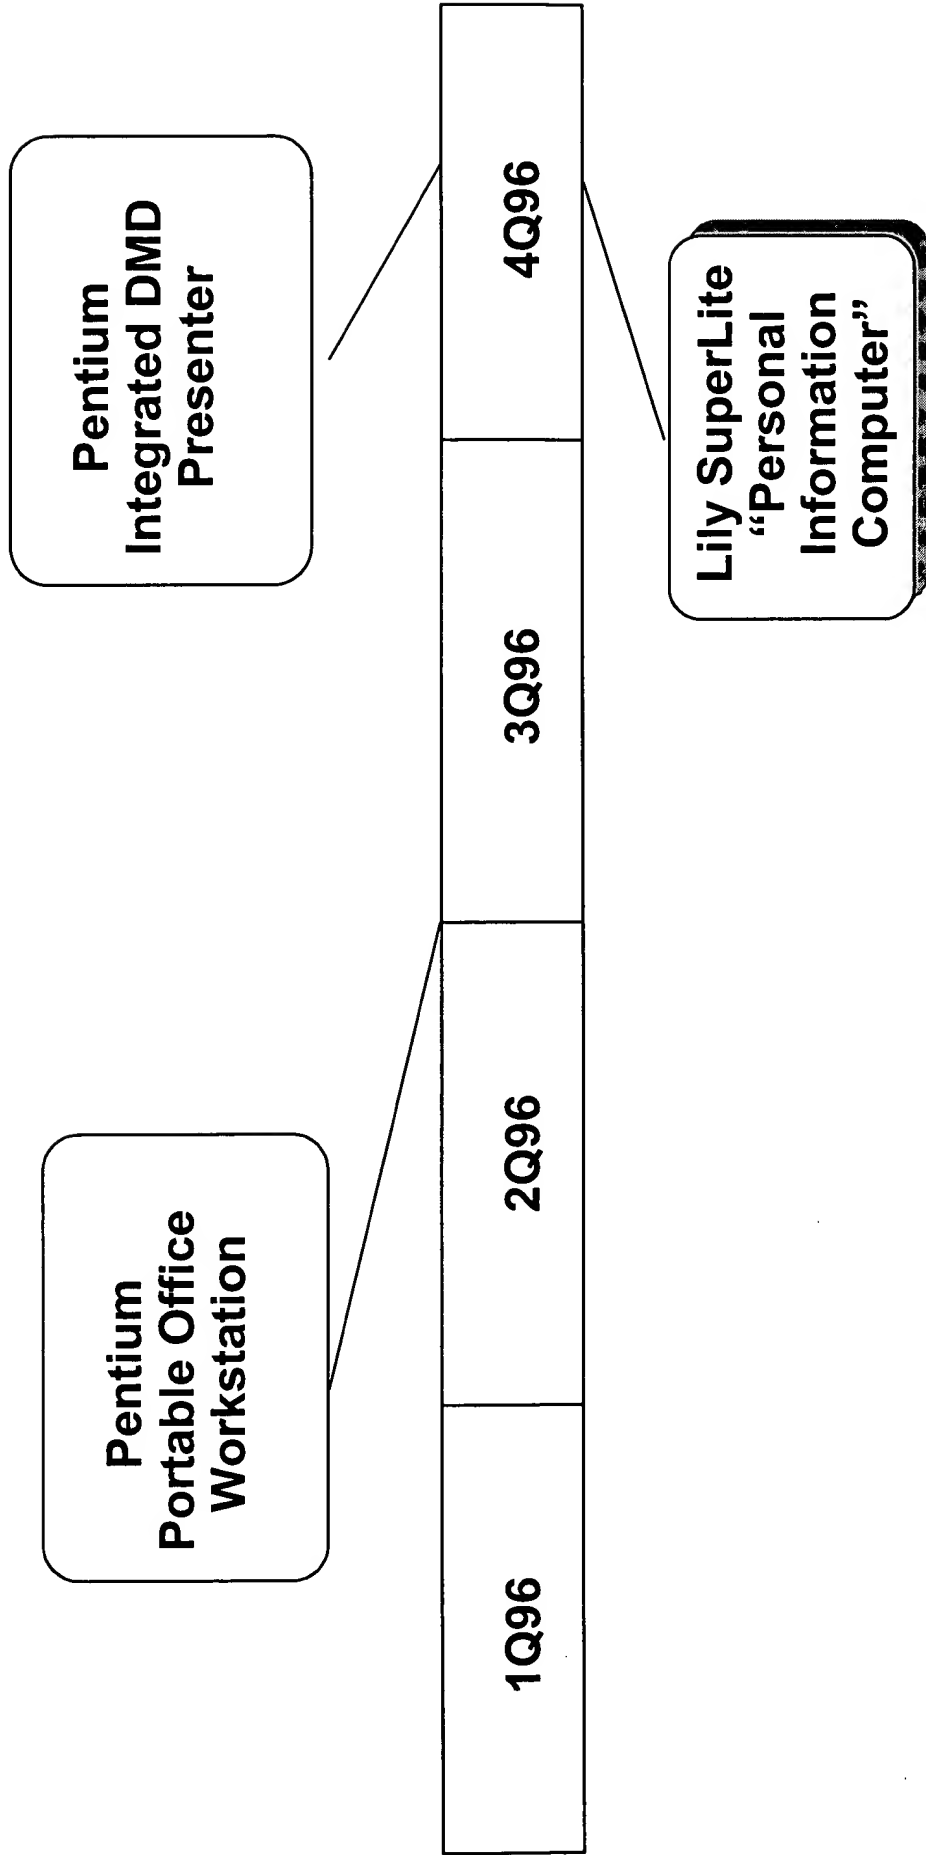 Pentium
Portable Office
Workstation
Pentium
Integrated DMD
Presenter
1Q96
2Q96
3Q96
4Q96
Lily SuperLite
“Personal
Information
Computer”